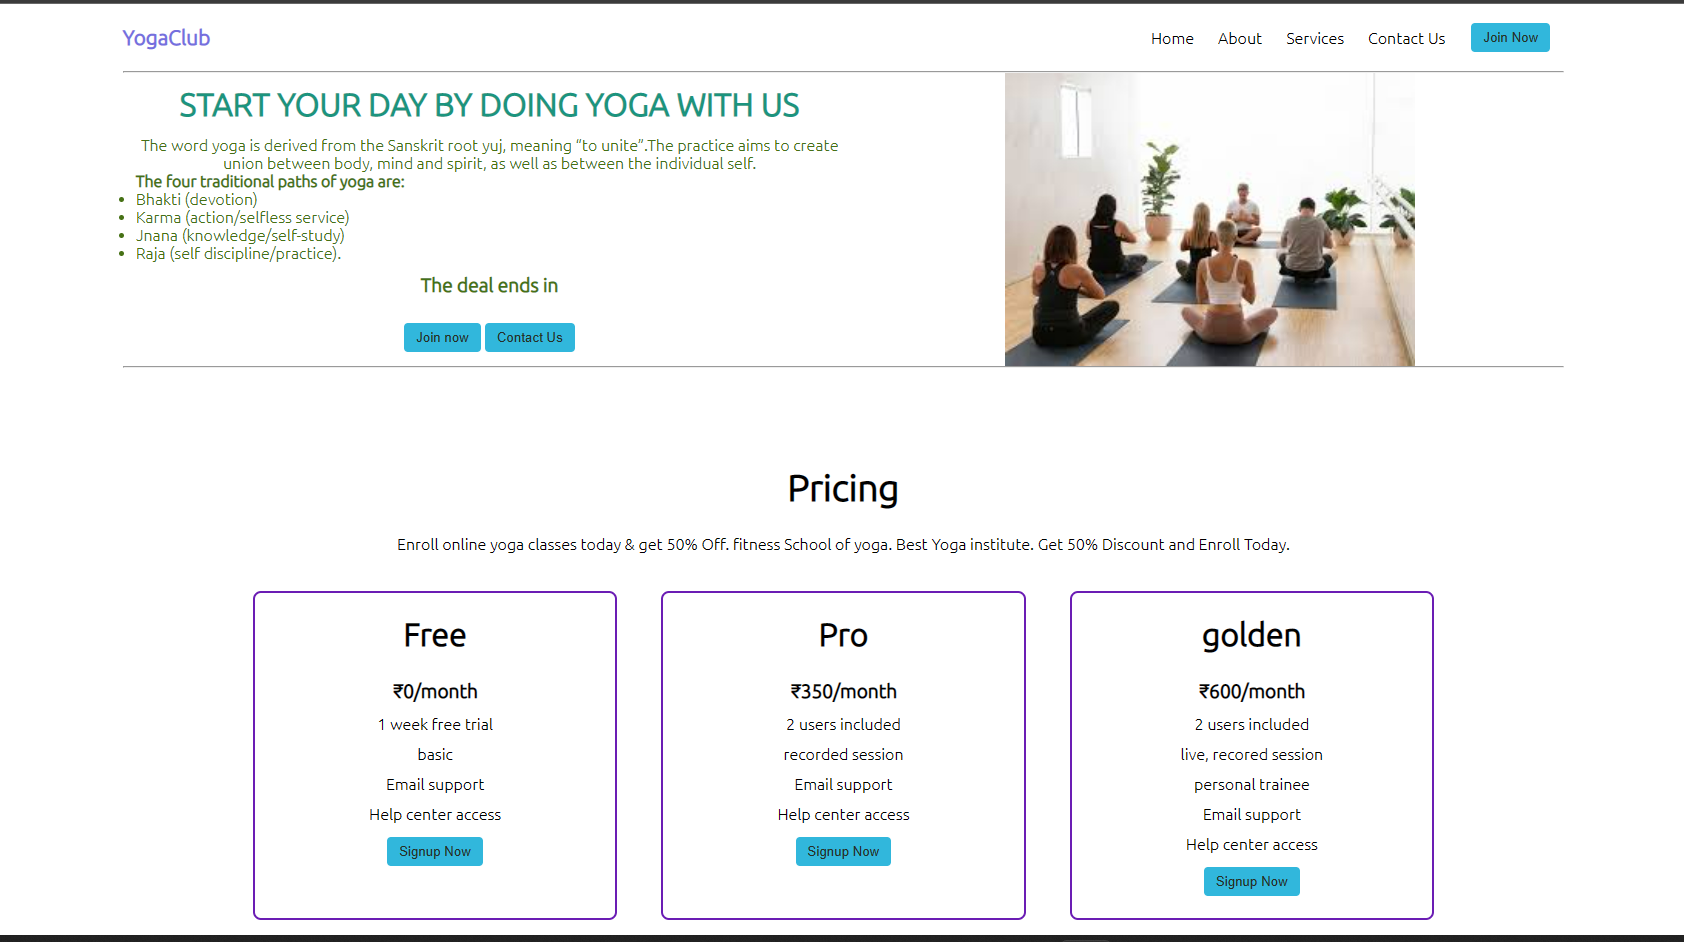 YogaClub
Home About Services Contact Us Join Now
START YOUR DAY BY DOING YOGA WITH US
The word yoga is derived from the Sanskrit root yuj, meaning “to unite”.The practice aims to create
union between body, mind and spirit, as well as between the individual self.
The four traditional paths of yoga are:
• Bhakti (devotion)
• Karma (action/selfless service)
• Jnana (knowledge/self-study)
• Raja (self discipline/practice).
The deal ends in
Join now Contact Us
Pricing
Enroll online yoga classes today & get 50% Off. fitness School of yoga. Best Yoga institute. Get 50% Discount and Enroll Today.
Free
₹0/month
1 week free trial
basic
Email support
Help center access
Signup Now
Pro
₹350/month
2 users included
recorded session
Email support
Help center access
Signup Now
golden
₹600/month
2 users included
live, recored session
personal trainee
Email support
Help center access
Signup Now